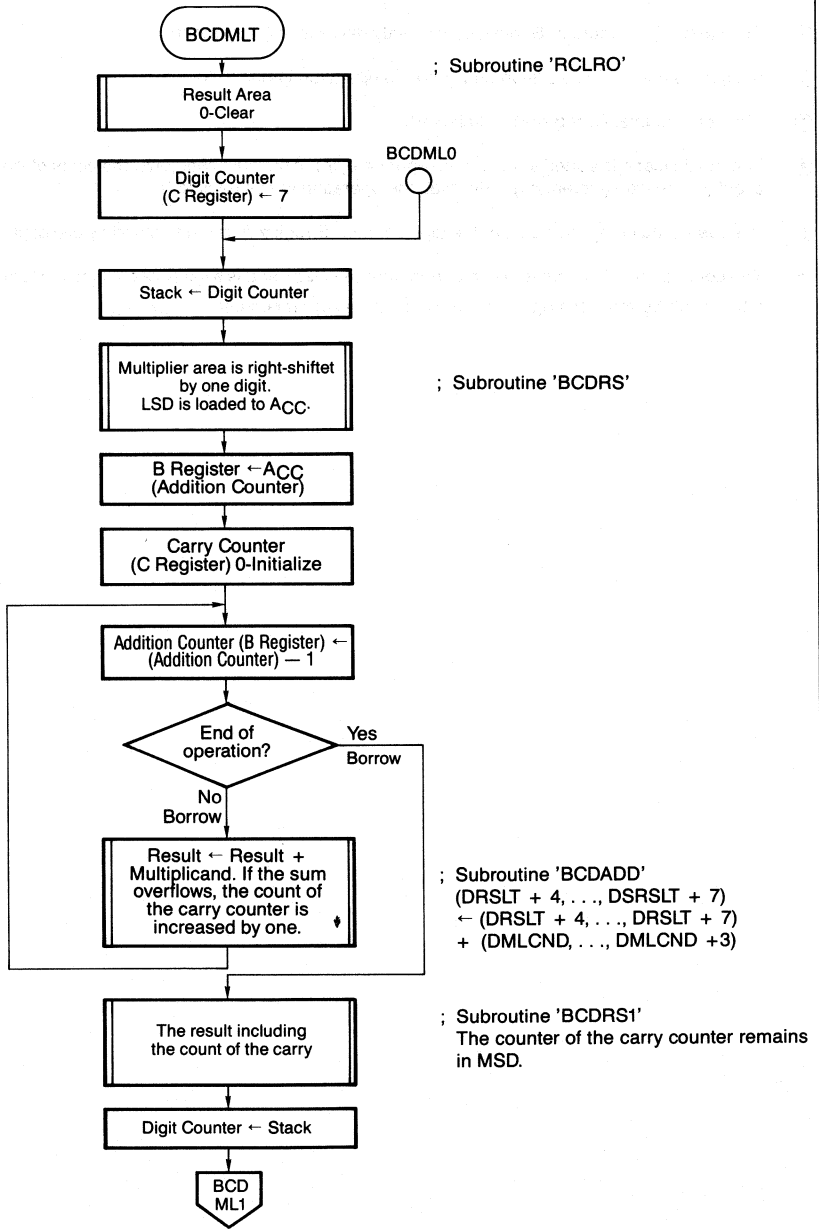 BCDMLT
; Subroutine 'RCLRO'
Result Area
0-Clear
BCDML0
Digit Counter
(C Register) ← 7
Stack ← Digit Counter
Multiplier area is right-shiftet
by one digit.
LSD is loaded to ACC.
; Subroutine 'BCDRS'
B Register ←ACC
(Addition Counter)
Carry Counter
(C Register) 0-Initialize
Addition Counter (B Register) ←
(Addition Counter) — 1
End of
operation?
Yes
Borrow
No
Borrow
Result ← Result +
Multiplicand. If the sum
overflows, the count of
the carry counter is
increased by one.
; Subroutine 'BCDADD'
(DRSLT + 4, . . ., DSRSLT + 7)
← (DRSLT + 4, . . ., DRSLT + 7)
+ (DMLCND, . . ., DMLCND +3)
The result including
the count of the carry
; Subroutine 'BCDRS1'
The counter of the carry counter remains
in MSD.
Digit Counter ← Stack
BCD
ML1